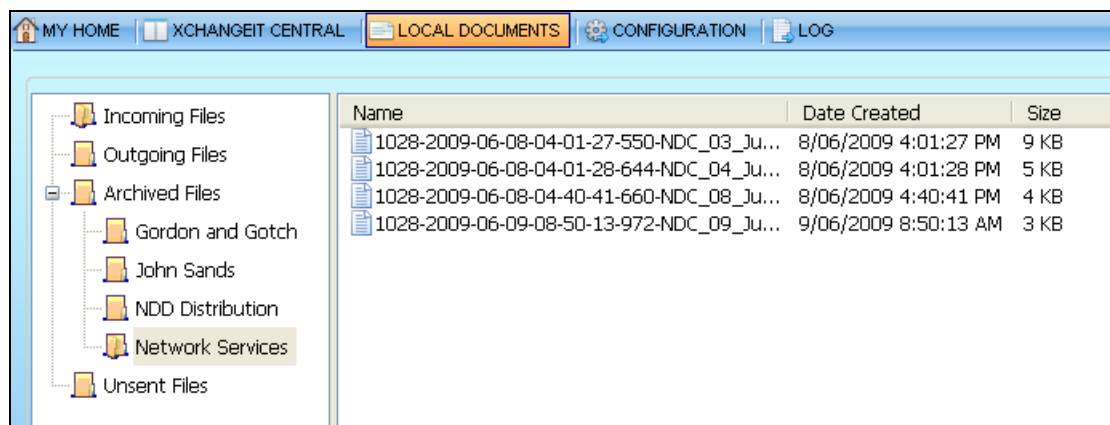 MY HOME XCHANGEIT CENTRAL LOCAL DOCUMENTS CONFIGURATION LOG
Incoming Files
Outgoing Files
Archived Files
Gordon and Gotch
John Sands
NDD Distribution
Network Services
Unsent Files
Name Date Created Size
1028-2009-06-08-04-01-27-550-NDC_03_Ju... 8/06/2009 4:01:27 PM 9 KB
1028-2009-06-08-04-01-28-644-NDC_04_Ju... 8/06/2009 4:01:28 PM 5 KB
1028-2009-06-08-04-40-41-660-NDC_08_Ju... 8/06/2009 4:40:41 PM 4 KB
1028-2009-06-09-08-50-13-972-NDC_09_Ju... 9/06/2009 8:50:13 AM 3 KB